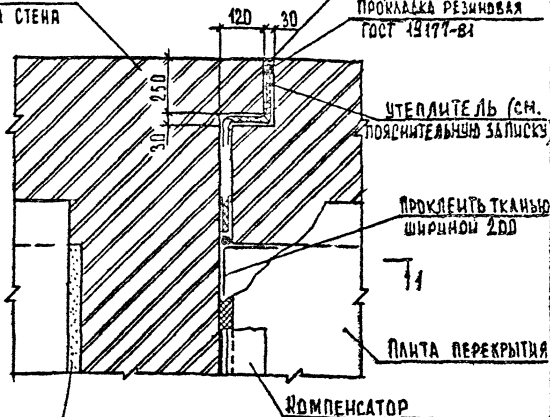 СТЕНА
120
30
ПРОКЛАДКА РЕЗИНОВАЯ
ГОСТ 19177-81
250
30
УТЕПЛИТЕЛЬ (СМ.
ПОЯСНИТЕЛЬНУЮ ЗАПИСКУ
ПРОКЛЕИТЬ ТКАНЬЮ
ШИРИНОЙ 200
1
ПЛИТА ПЕРЕКРЫТИЯ
КОМПЕНСАТОР